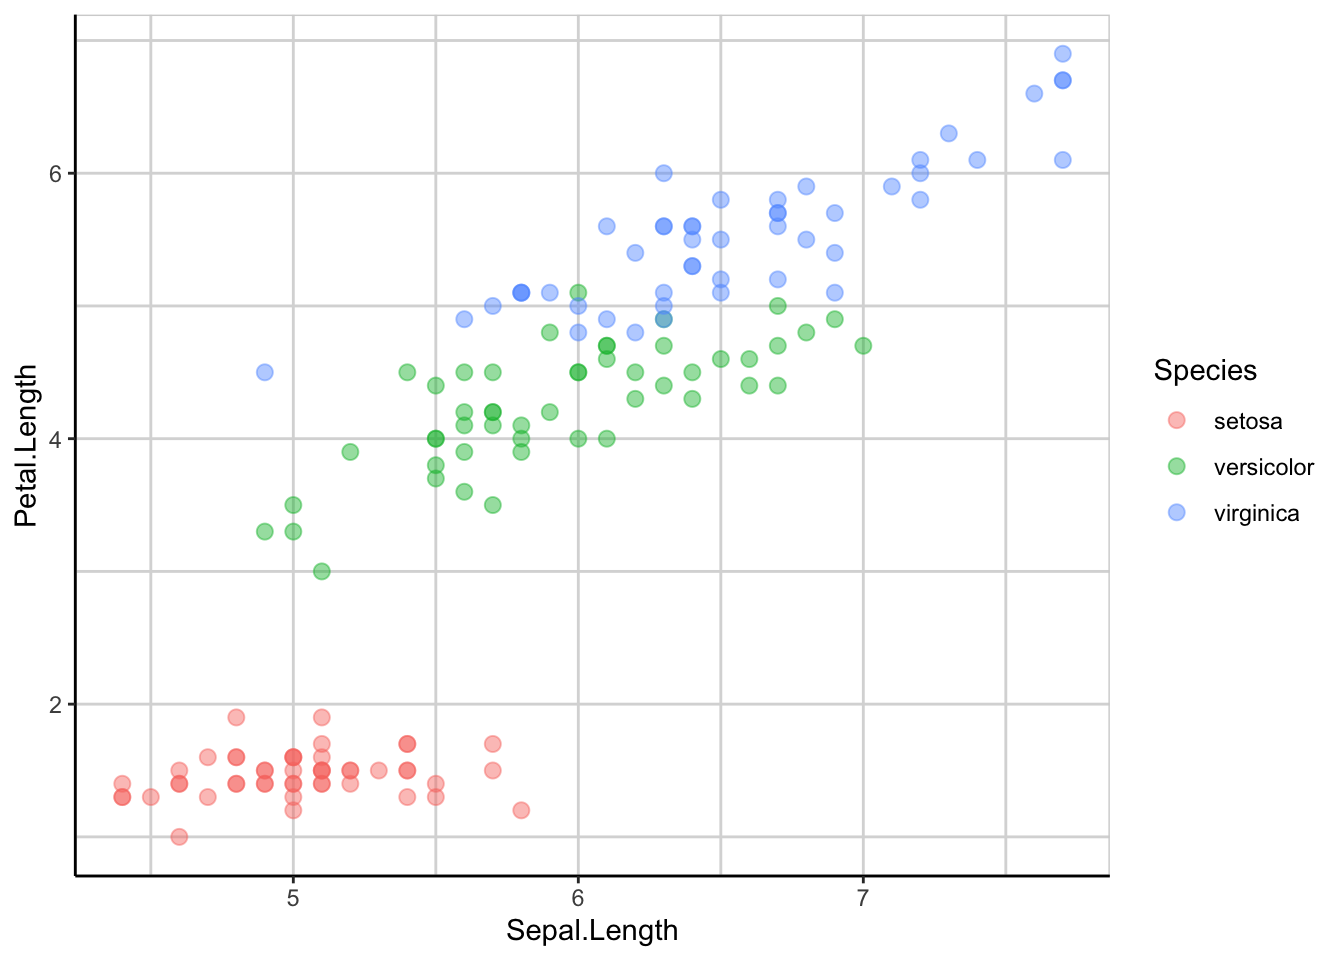 6
4
2
Petal.Length
5 6 7
Sepal.Length
Species
setosa
versicolor
virginica